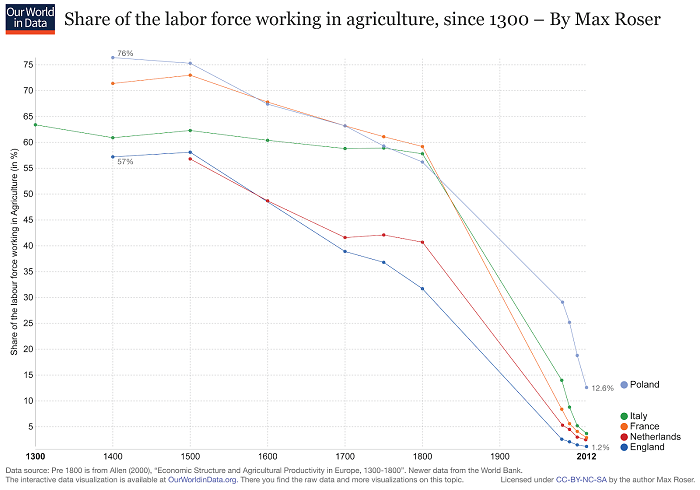 Our World
in Data
Share of the labor force working in agriculture, since 1300 – By Max Roser
Share of the labour force working in Agriculture (in %)
75
70
65
60
55
50
45
40
35
30
25
20
15
10
5
76%
57%
12.6%
1.2%
Poland
Italy
France
Netherlands
England
1300
1400
1500
1600
1700
1800
1900
2012
Data source: Pre 1800 is from Allen (2000), "Economic Structure and Agricultural Productivity in Europe, 1300-1800". Newer data from the World Bank.
The interactive data visualization is available at OurWorldinData.org. There you find the raw data and more visualizations on this topic.
Licensed under CC-BY-NC-SA by the author Max Roser.